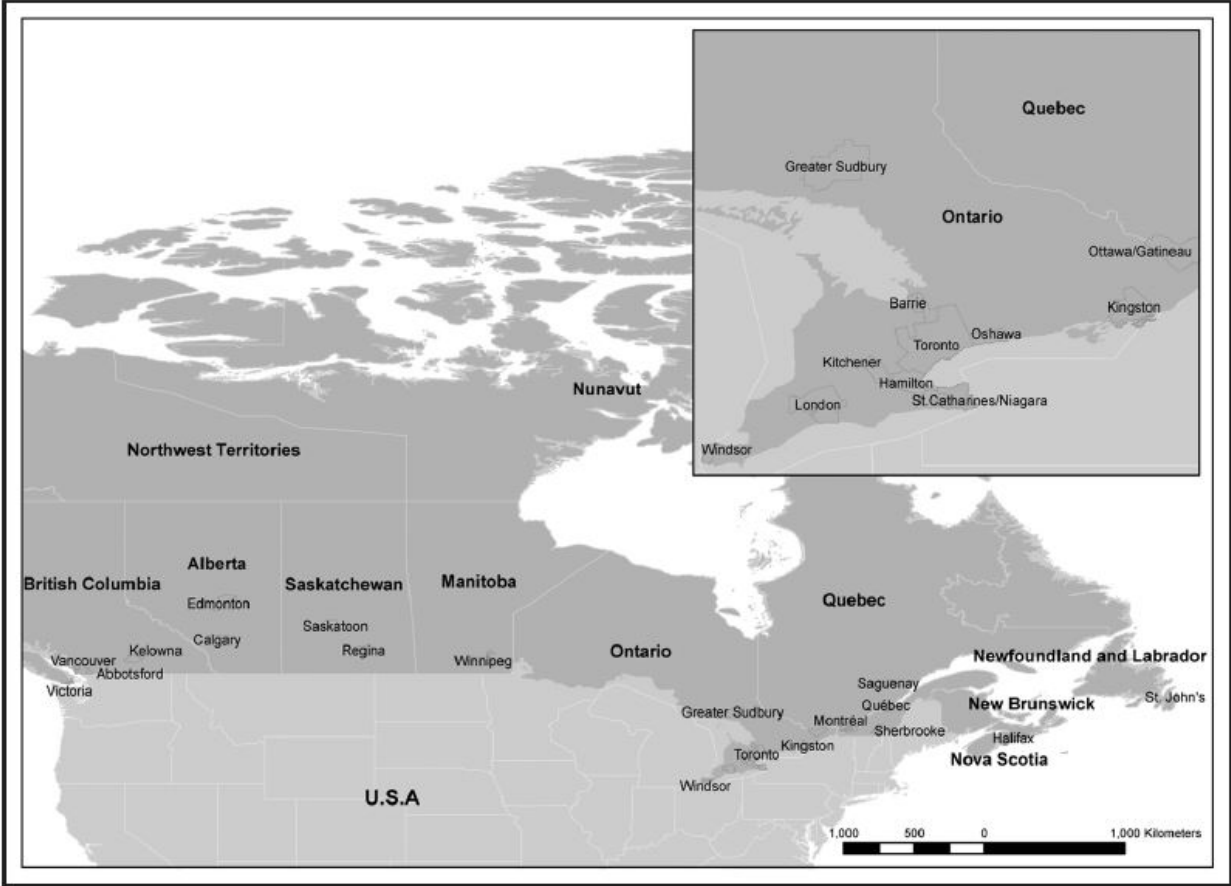 Quebec
Greater Sudbury
Ontario
Ottawa/Gatineau
Barrie
Kingston
Oshawa
Toronto
Kitchener
Hamilton
St.Catharines/Niagara
London
Windsor
Nunavut
Northwest Territories
Alberta
British Columbia
Saskatchewan
Manitoba
Edmonton
Quebec
Saskatoon
Calgary
Kelowna
Regina
Ontario
Vancouver
Winnipeg
Newfoundland and Labrador
Abbotsford
Victoria
Saguenay
St. John's
Québec
New Brunswick
Greater Sudbury
Montréal
Sherbrooke
Halifax
Kingston
Toronto
Nova Scotia
Windsor
U.S.A
1,000 500 0 1,000 Kilometers